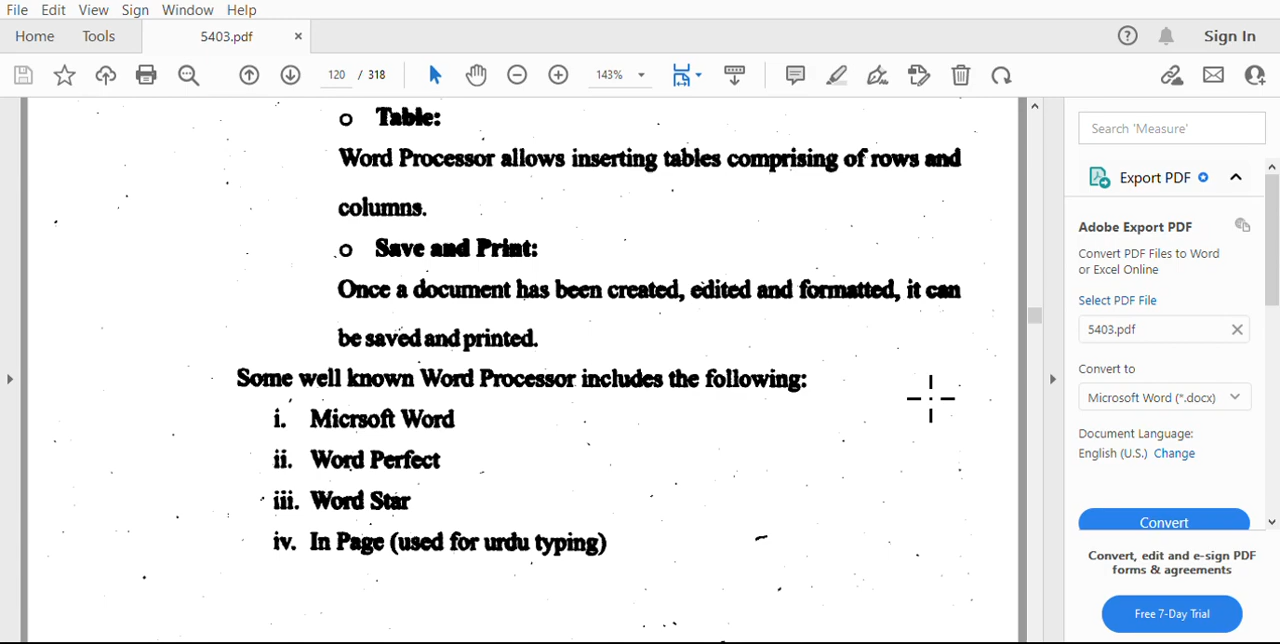 File Edit View Sign Window Help
Home Tools 5403.pdf × ? Sign In
120 / 318 143%
o Table:
Word Processor allows inserting tables comprising of rows and
columns.
o Save and Print:
Once a document has been created, edited and formatted, it can
be saved and printed.
Some well known Word Processor includes the following:
i. Micrsoft Word
ii. Word Perfect
iii. Word Star
iv. In Page (used for urdu typing)
Search 'Measure'
Export PDF
Adobe Export PDF
Convert PDF Files to Word
or Excel Online
Select PDF File
5403.pdf
Convert to
Microsoft Word (*.docx)
Document Language:
English (U.S.) Change
Convert
Convert, edit and e-sign PDF
forms & agreements
Free 7-Day Trial